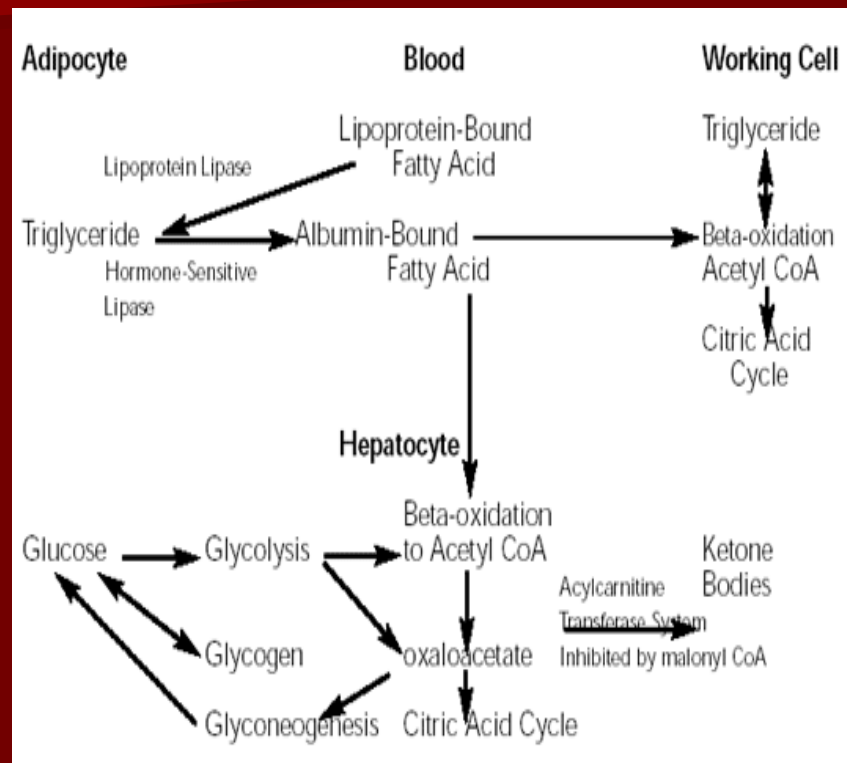 Adipocyte
Blood
Working Cell
Lipoprotein-Bound
Fatty Acid
Triglyceride
Lipoprotein Lipase
Triglyceride
Albumin-Bound
Fatty Acid
Beta-oxidation
Acetyl CoA
Hormone-Sensitive
Lipase
Citric Acid
Cycle
Hepatocyte
Glucose
Glycolysis
Beta-oxidation
to Acetyl CoA
Ketone
Bodies
Acylcarnitine
Transferase System
Inhibited by malonyl CoA
Glycogen
oxaloacetate
Glyconeogenesis
Citric Acid Cycle